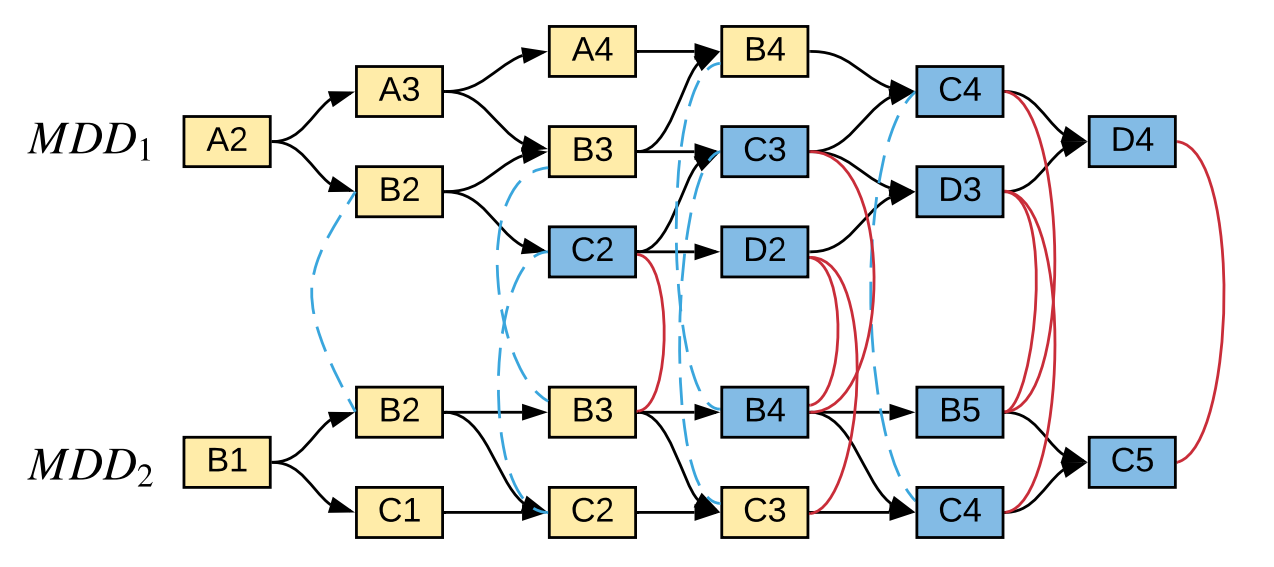 A4 B4
A3 C4
MDD1 A2 B3 C3 D4
B2 D3
C2 D2
B2 B3 B4 B5
MDD2 B1 C5
C1 C2 C3 C4